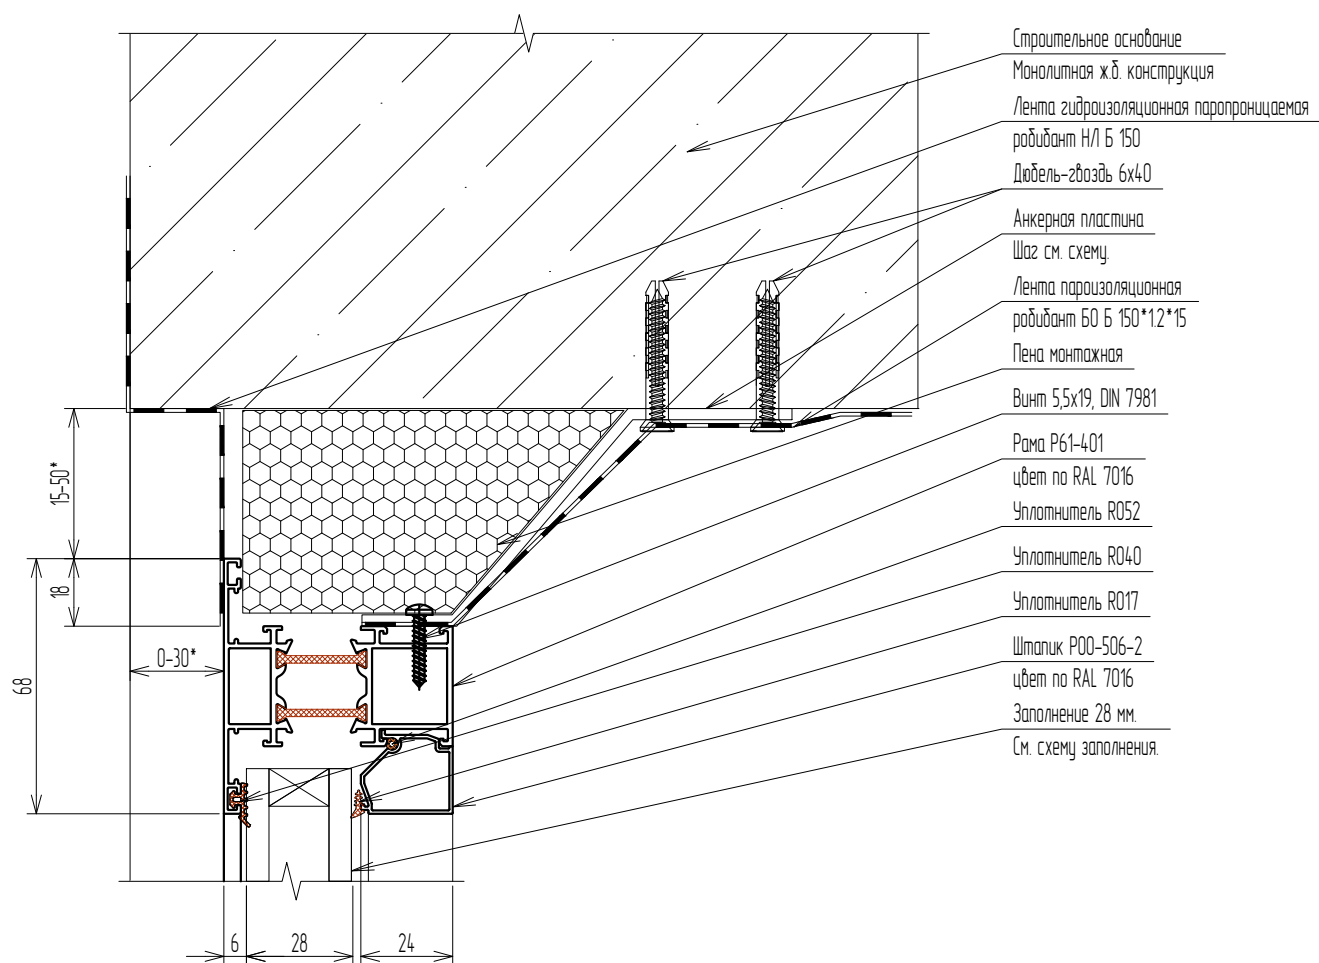 Строительное основание
Монолитная ж.б. конструкция
Лента гидроизоляционная паропроницаемая
робибант НЛ Б 150
Дюбель-гвоздь 6х40
Анкерная пластина
Шаг см. схему.
Лента пароизоляционная
робибант БО Б 150*1.2*15
Пена монтажная
Винт 5,5х19, DIN 7981
Рама Р61-401
цвет по RAL 7016
Уплотнитель R052
Уплотнитель R040
Уплотнитель R017
Штапик Р00-506-2
цвет по RAL 7016
Заполнение 28 мм.
См. схему заполнения.
15-50*
18
68
0-30*
6
28
24